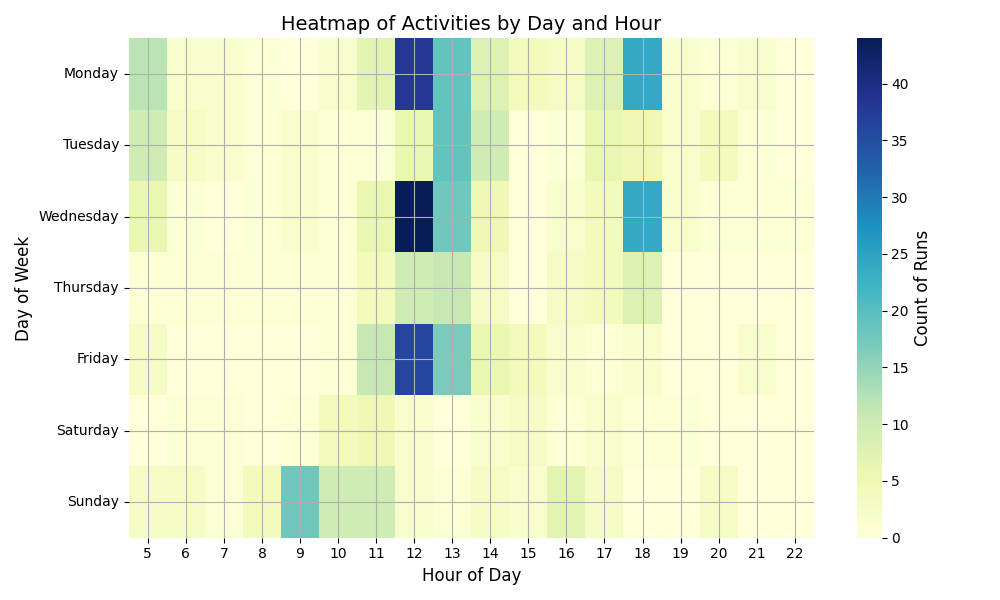 Heatmap of Activities by Day and Hour
Monday
Tuesday
Wednesday
Thursday
Friday
Saturday
Sunday
Day of Week
5 6 7 8 9 10 11 12 13 14 15 16 17 18 19 20 21 22
Hour of Day
40
35
30
25
20
15
10
5
0
Count of Runs